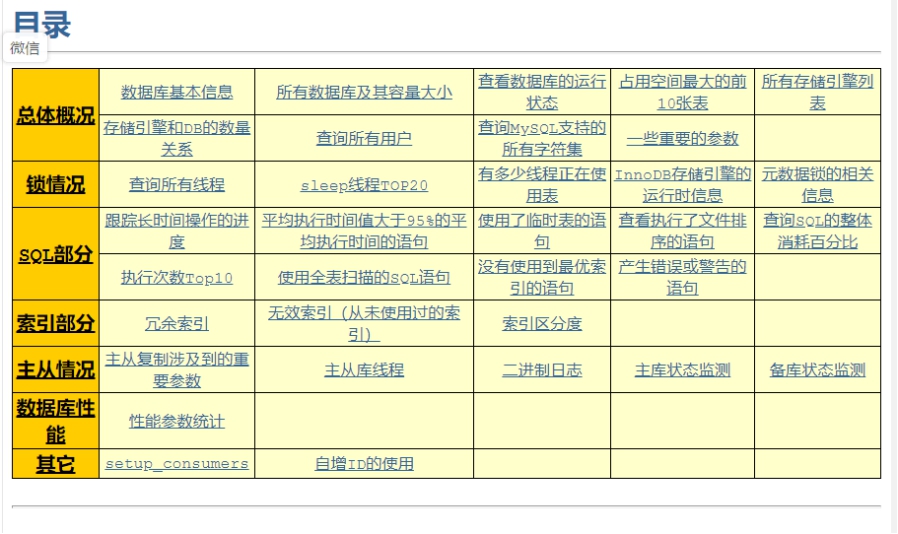 目录
微信
总体概况
数据库基本信息
所有数据库及其容量大小
查看数据库的运行
状态
占用空间最大的前
10张表
所有存储引擎列
表
存储引擎和DB的数量
关系
查询所有用户
查询MySQL支持的
所有字符集
一些重要的参数
锁情况
查询所有线程
sleep线程TOP20
有多少线程正在使
用表
InnoDB存储引擎的
运行时信息
元数据锁的相关
信息
SQL部分
跟踪长时间操作的进
度
平均执行时间值大于95%的平
均执行时间的语句
使用了临时表的语
句
查看执行了文件排
序的语句
查询SQL的整体
消耗百分比
执行次数Top10
使用全表扫描的SQL语句
没有使用到最优索
引的语句
产生错误或警告的
语句
索引部分
冗余索引
无效索引（从未使用过的索
引）
索引区分度
主从情况
主从复制涉及到的重
要参数
主从库线程
二进制日志
主库状态监测
备库状态监测
数据库性
能
性能参数统计
其它
setup_consumers
自增ID的使用